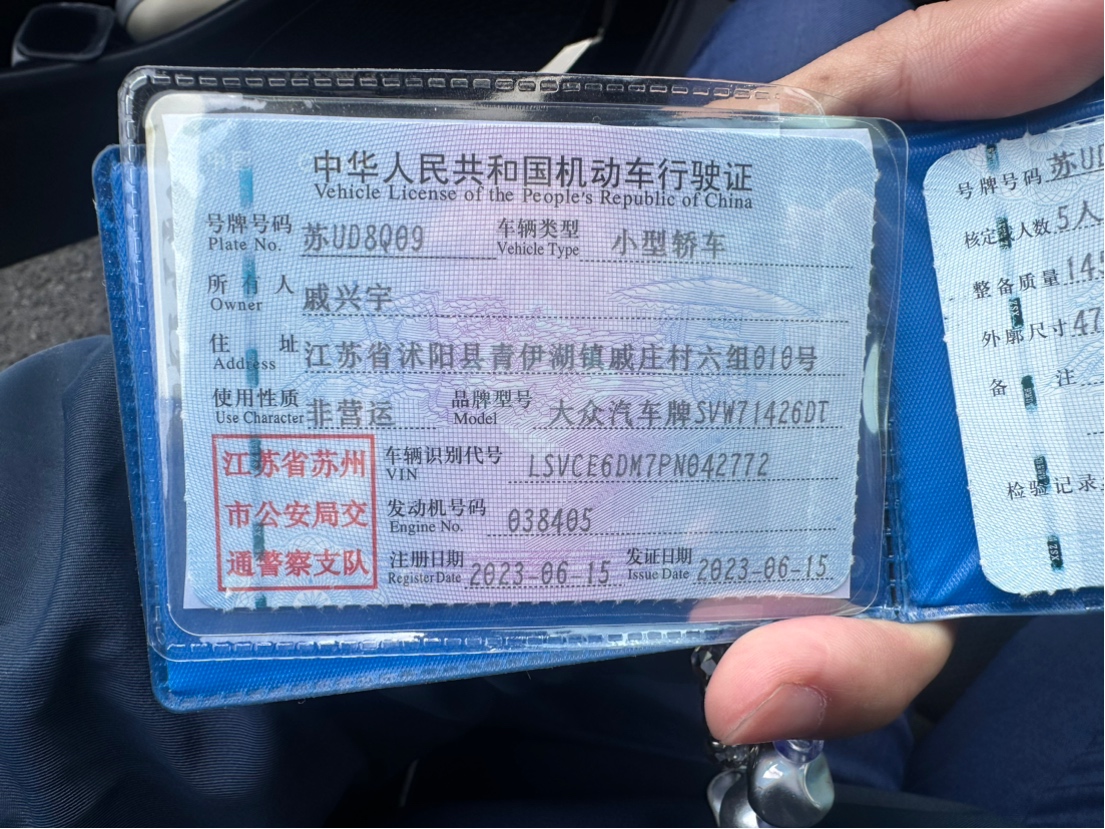 中华人民共和国机动车行驶证
Vehicle License of the People's Republic of China
号牌号码 苏UD8Q09 车辆类型 小型轿车
Plate No. Vehicle Type
所有人 戚兴宇
Owner
住址 江苏省沭阳县青伊湖镇戚庄村六组010号
Address
使用性质 非营运 品牌型号 大众汽车牌SVW71426DT
Use Character Model
江苏省苏州
市公安局交
通警察支队
车辆识别代号 LSVCE6DM7PN042772
VIN
发动机号码 038405
Engine No.
注册日期 2023-06-15 发证日期 2023-06-15
Register Date Issue Date
号牌号码 苏UD
核定载人数 5人
整备质量 145
外廓尺寸 47
备注
检验记录